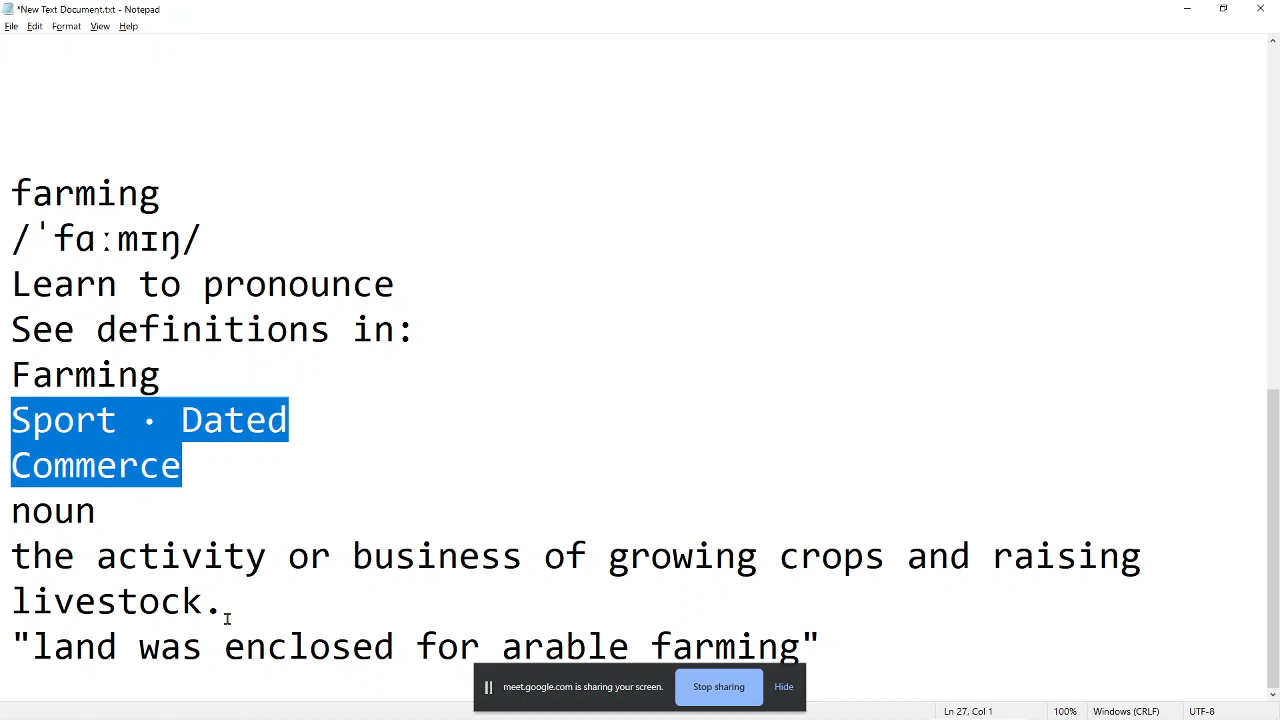 *New Text Document.txt - Notepad
File Edit Format View Help
farming
/ˈfɑːmɪŋ/
Learn to pronounce
See definitions in:
Farming
Sport · Dated
Commerce
noun
the activity or business of growing crops and raising
livestock.
"land was enclosed for arable farming"
meet.google.com is sharing your screen. Stop sharing Hide
Ln 27, Col 1 100% Windows (CRLF) UTF-8